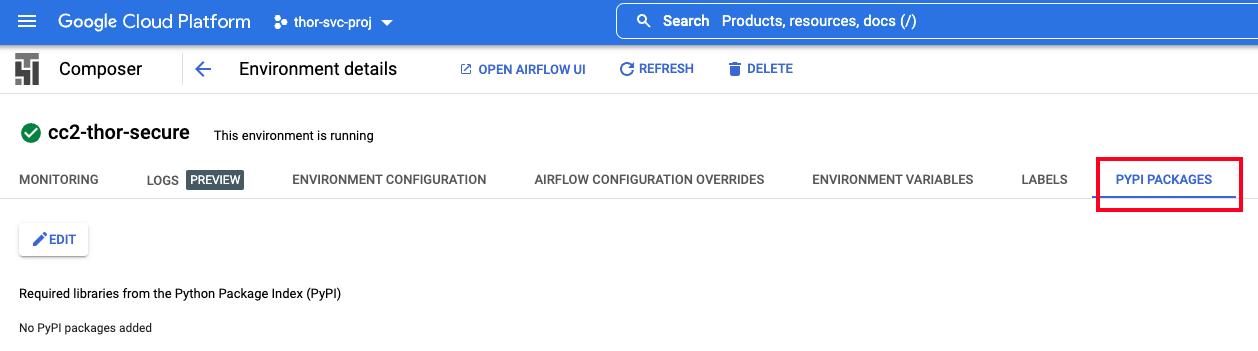 Google Cloud Platform thor-svc-proj Search Products, resources, docs (/)
Composer Environment details OPEN AIRFLOW UI REFRESH DELETE
cc2-thor-secure This environment is running
MONITORING LOGS PREVIEW ENVIRONMENT CONFIGURATION AIRFLOW CONFIGURATION OVERRIDES ENVIRONMENT VARIABLES LABELS PYPI PACKAGES
EDIT
Required libraries from the Python Package Index (PyPI)
No PyPI packages added